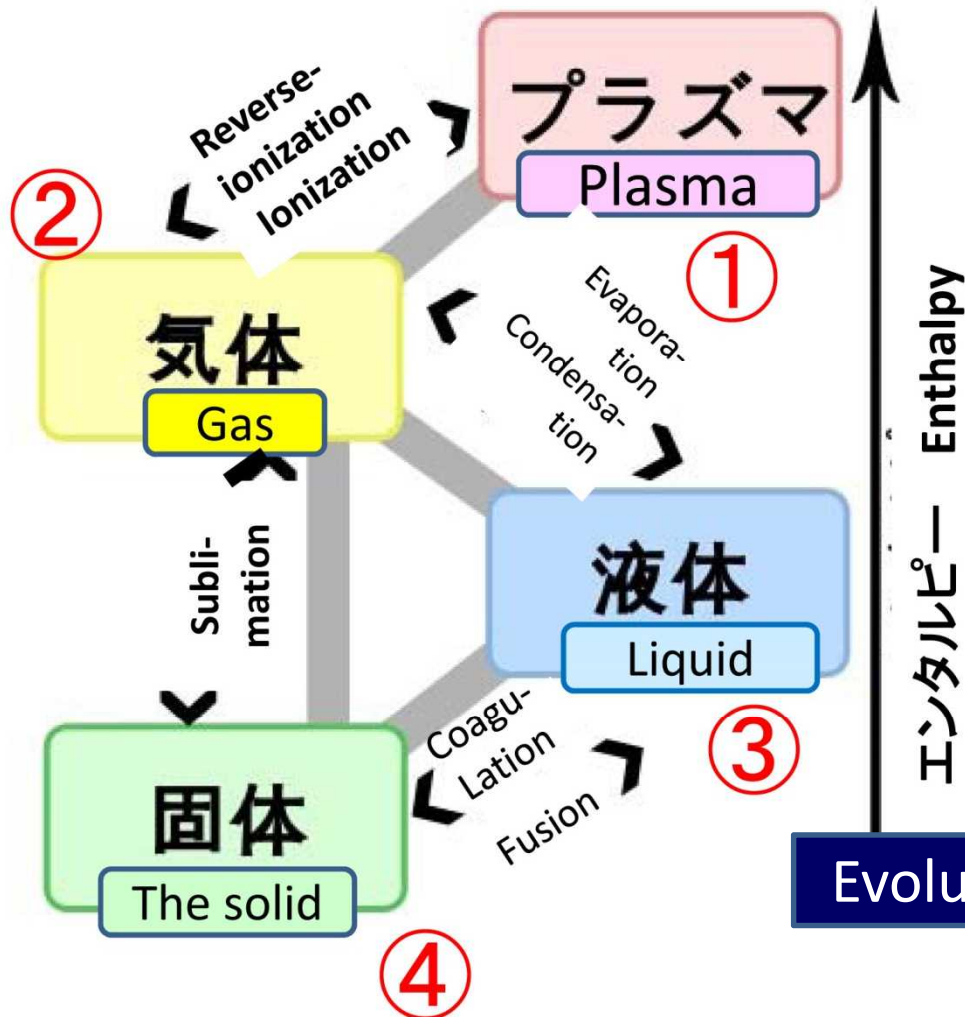 プラズマ
Plasma
①
Reverse-
ionization
Ionization
②
気体
Gas
Evapora-
tion
Condensa-
tion
Subli-
mation
液体
Liquid
③
Coagu-
Lation
Fusion
固体
The solid
④
エンタルピー Enthalpy
Evolu